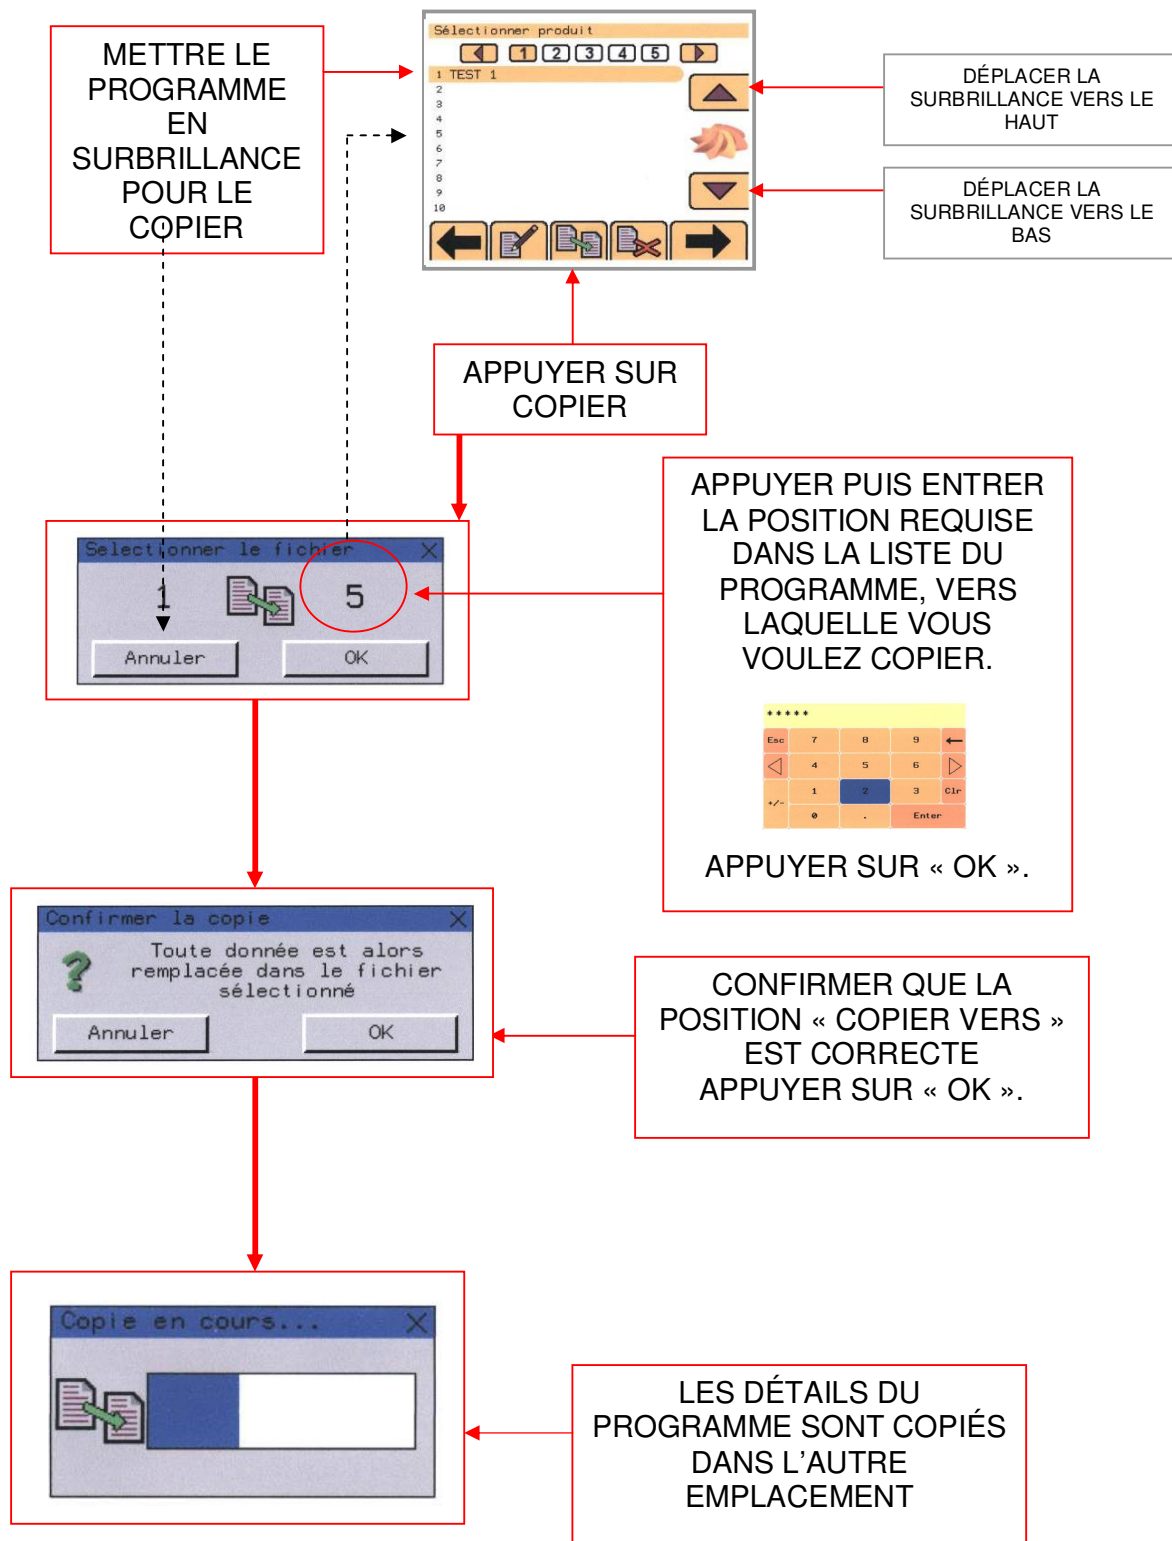 METTRE LE
PROGRAMME
EN
SURBRILLANCE
POUR LE
COPIER
Sélectionner produit
1 2 3 4 5
1 TEST 1
2
3
4
5
6
7
8
9
10
DÉPLACER LA
SURBRILLANCE VERS LE
HAUT
DÉPLACER LA
SURBRILLANCE VERS LE
BAS
APPUYER SUR
COPIER
Selectionner le fichier
1 5
Annuler OK
APPUYER PUIS ENTRER
LA POSITION REQUISE
DANS LA LISTE DU
PROGRAMME, VERS
LAQUELLE VOUS
VOULEZ COPIER.
*****
Esc 7 8 9
4 5 6
+/- 1 2 3 Clr
0 . Enter
APPUYER SUR « OK ».
Confirmer la copie
Toute donnée est alors
remplacée dans le fichier
sélectionné
Annuler OK
CONFIRMER QUE LA
POSITION « COPIER VERS »
EST CORRECTE
APPUYER SUR « OK ».
Copie en cours...
LES DÉTAILS DU
PROGRAMME SONT COPIÉS
DANS L'AUTRE
EMPLACEMENT